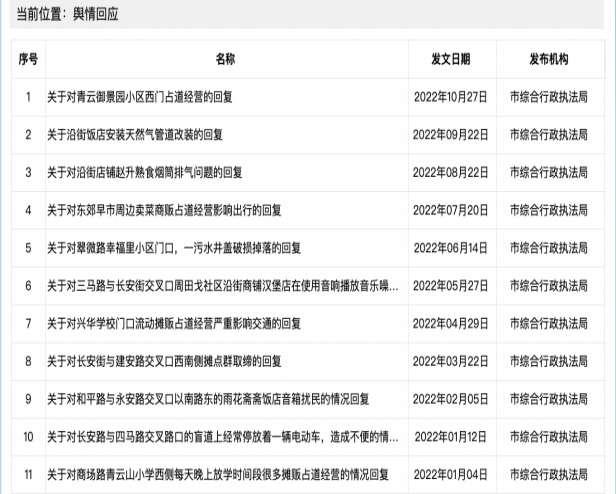 当前位置：舆情回应
序号 名称 发文日期 发布机构
1 关于对青云御景园小区西门占道经营的回复 2022年10月27日 市综合行政执法局
2 关于沿街饭店安装天然气管道改装的回复 2022年09月22日 市综合行政执法局
3 关于对沿街店铺赵升熟食烟筒排气问题的回复 2022年08月22日 市综合行政执法局
4 关于对东郊早市周边卖菜商贩占道经营影响出行的回复 2022年07月20日 市综合行政执法局
5 关于对翠微路幸福里小区门口，一污水井盖破损掉落的回复 2022年06月14日 市综合行政执法局
6 关于对三马路与长安街交叉口周田戈社区沿街商铺汉堡店在使用音响播放音乐噪... 2022年05月27日 市综合行政执法局
7 关于对兴华学校门口流动摊贩占道经营严重影响交通的回复 2022年04月29日 市综合行政执法局
8 关于对长安街与建安路交叉口西南侧摊点群取缔的回复 2022年03月22日 市综合行政执法局
9 关于对和平路与永安路交叉口以南路东的雨花斋斋饭店音箱扰民的情况回复 2022年02月05日 市综合行政执法局
10 关于对长安路与四马路交叉路口的盲道上经常停放着一辆电动车，造成不便的情... 2022年01月12日 市综合行政执法局
11 关于对商场路青云山小学西侧每天晚上放学时间段很多摊贩占道经营的情况回复 2022年01月04日 市综合行政执法局